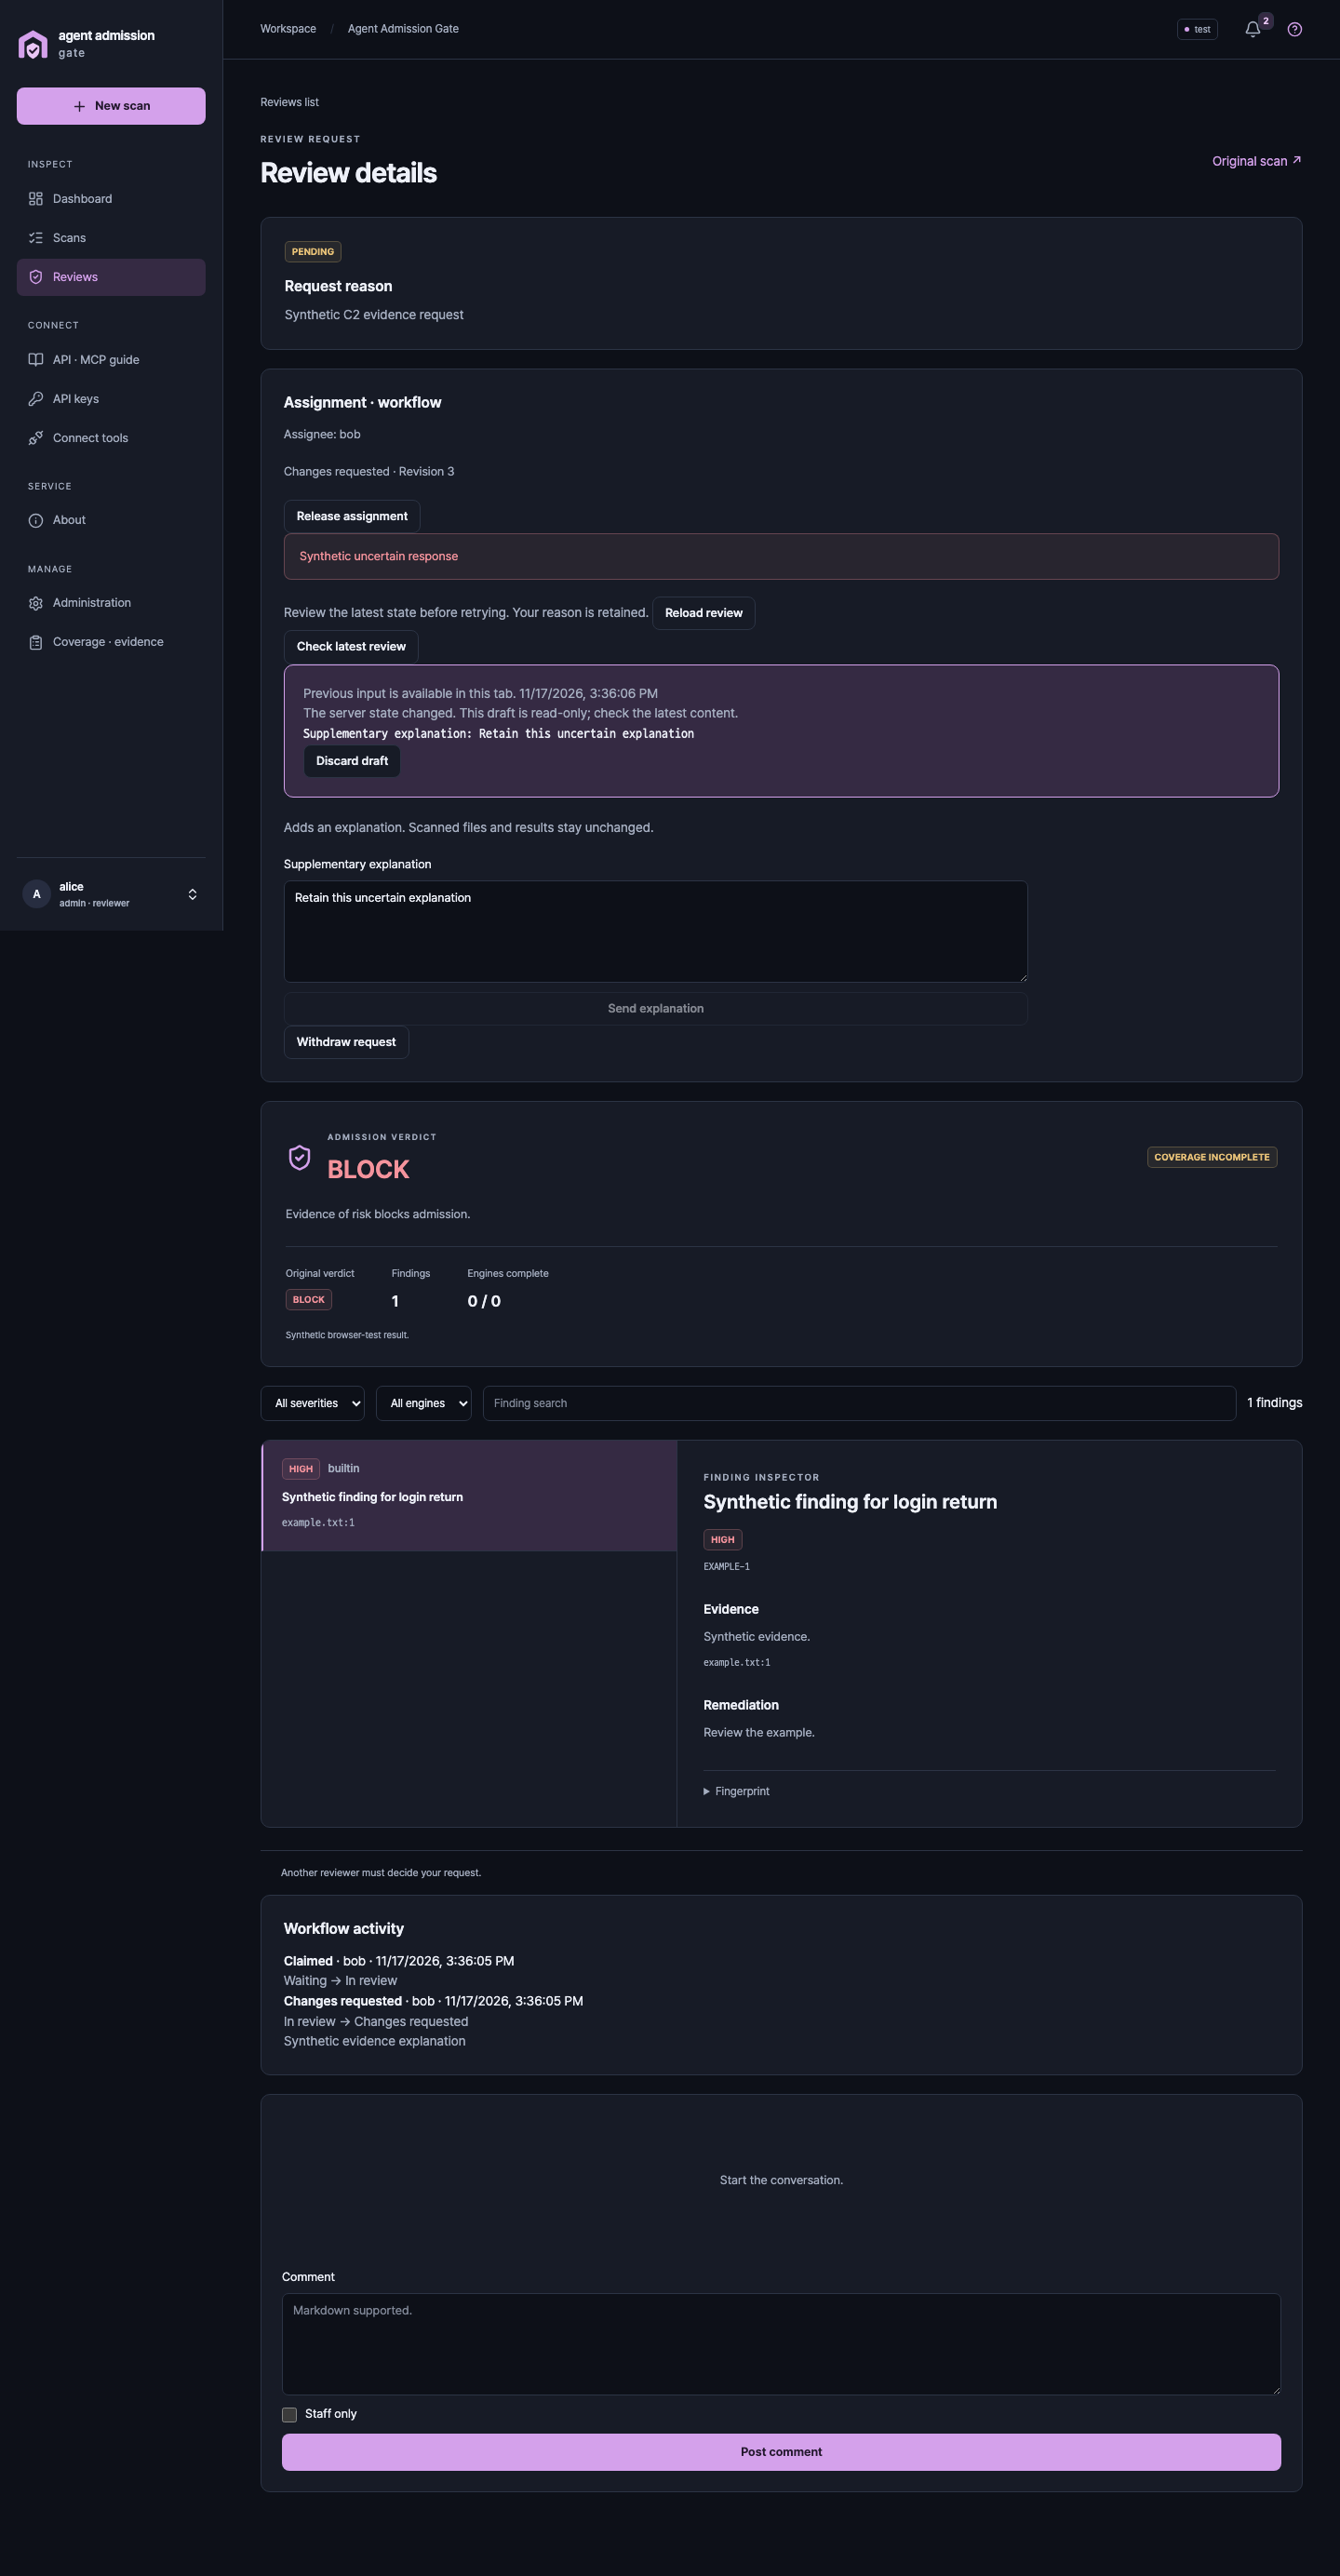 agent admission
gate
New scan
INSPECT
Dashboard
Scans
Reviews
CONNECT
API · MCP guide
API keys
Connect tools
SERVICE
About
MANAGE
Administration
Coverage · evidence
A
alice
admin · reviewer
Workspace / Agent Admission Gate
test
2
Reviews list
REVIEW REQUEST
Review details
Original scan ↗
PENDING
Request reason
Synthetic C2 evidence request
Assignment · workflow
Assignee: bob
Changes requested · Revision 3
Release assignment
Synthetic uncertain response
Review the latest state before retrying. Your reason is retained. Reload review
Check latest review
Previous input is available in this tab. 11/17/2026, 3:36:06 PM
The server state changed. This draft is read-only; check the latest content.
Supplementary explanation: Retain this uncertain explanation
Discard draft
Adds an explanation. Scanned files and results stay unchanged.
Supplementary explanation
Retain this uncertain explanation
Send explanation
Withdraw request
ADMISSION VERDICT
BLOCK
COVERAGE INCOMPLETE
Evidence of risk blocks admission.
Original verdict Findings Engines complete
BLOCK 1 0 / 0
Synthetic browser-test result.
All severities All engines Finding search 1 findings
HIGH builtin
Synthetic finding for login return
example.txt:1
FINDING INSPECTOR
Synthetic finding for login return
HIGH
EXAMPLE-1
Evidence
Synthetic evidence.
example.txt:1
Remediation
Review the example.
Fingerprint
Another reviewer must decide your request.
Workflow activity
Claimed · bob · 11/17/2026, 3:36:05 PM
Waiting → In review
Changes requested · bob · 11/17/2026, 3:36:05 PM
In review → Changes requested
Synthetic evidence explanation
Start the conversation.
Comment
Markdown supported.
Staff only
Post comment